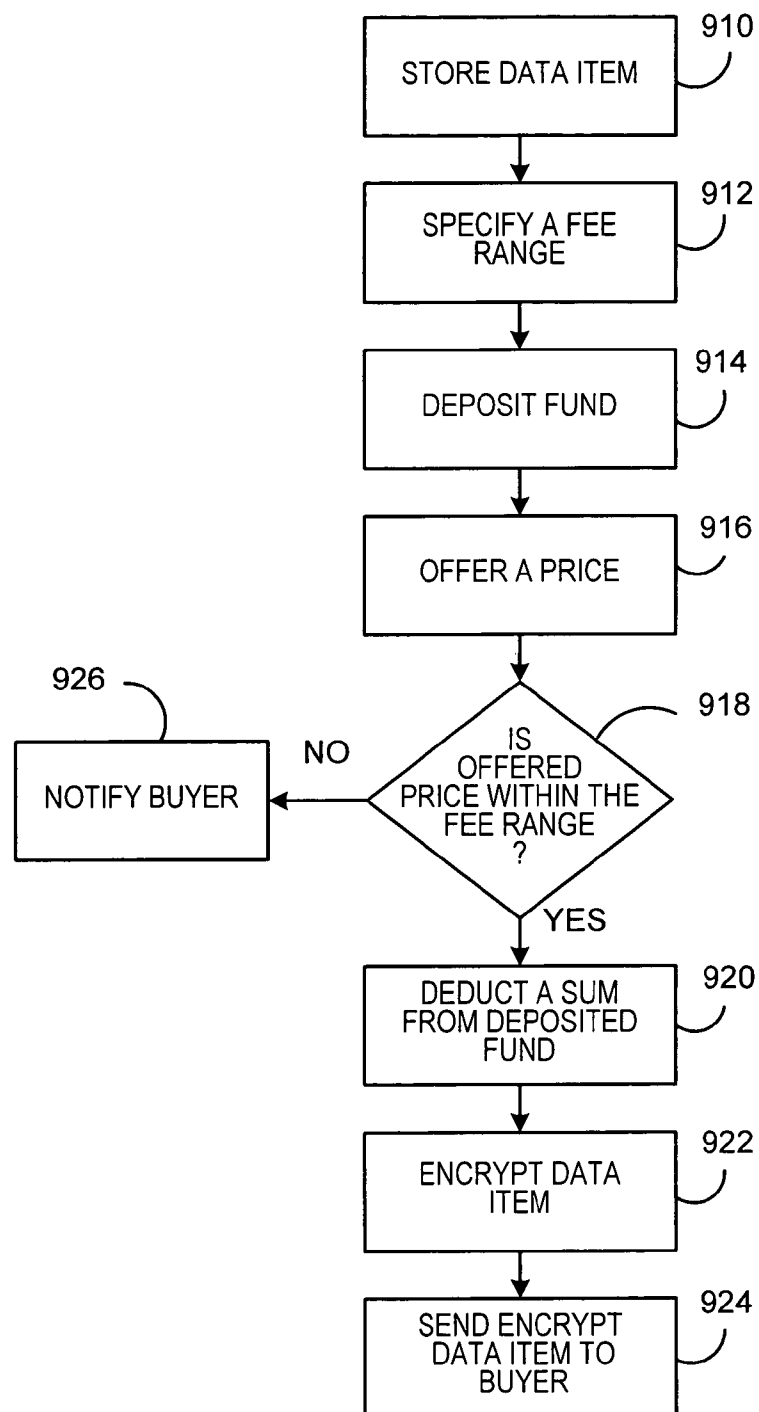 910
STORE DATA ITEM
912
SPECIFY A FEE
RANGE
914
DEPOSIT FUND
916
OFFER A PRICE
926
918
NOTIFY BUYER
NO
IS
OFFERED
PRICE WITHIN THE
FEE RANGE
?
YES
920
DEDUCT A SUM
FROM DEPOSITED
FUND
922
ENCRYPT DATA
ITEM
924
SEND ENCRYPT
DATA ITEM TO
BUYER